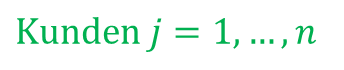 Kunden j = 1, … , n